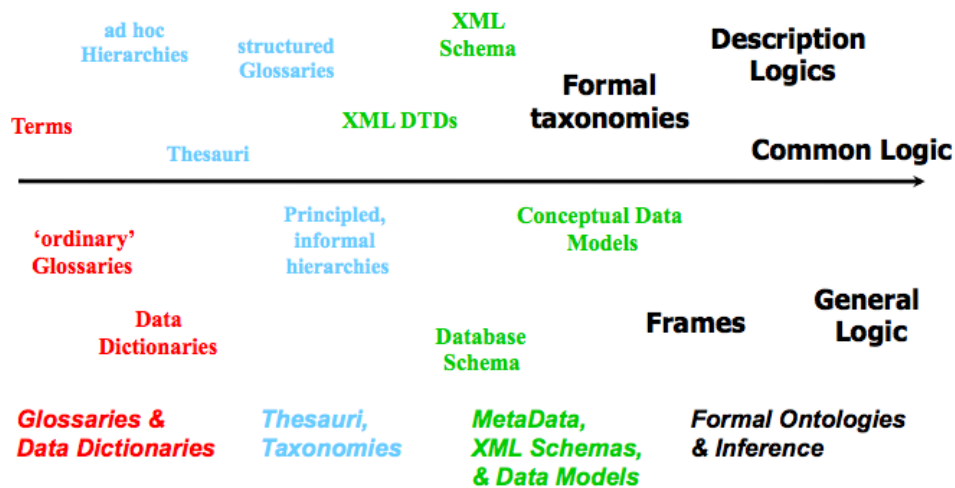 ad hoc
Hierarchies
structured
Glossaries
XML
Schema
Description
Logics
Formal
taxonomies
Terms
XML DTDs
Thesauri
Common Logic
'ordinary'
Glossaries
Principled,
informal
hierarchies
Conceptual Data
Models
Data
Dictionaries
Database
Schema
Frames
General
Logic
Glossaries &
Data Dictionaries
Thesauri,
Taxonomies
MetaData,
XML Schemas,
& Data Models
Formal Ontologies
& Inference